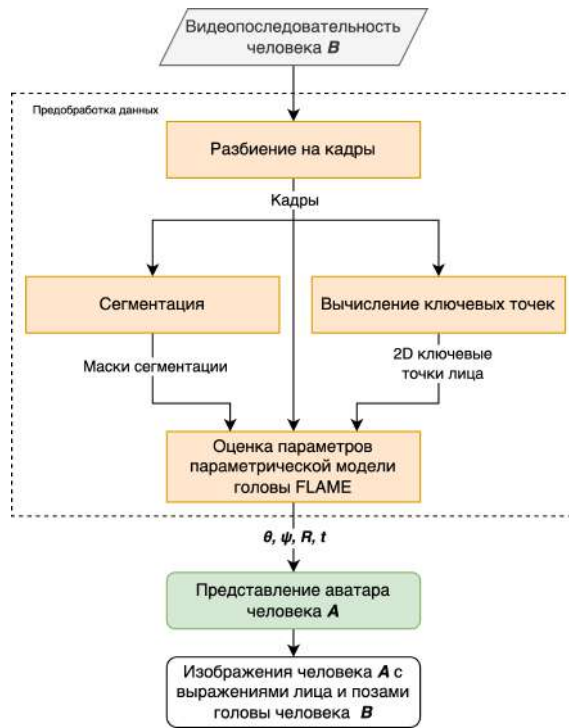 Видеопоследовательность
человека B
Предобработка данных
Разбиение на кадры
Кадры
Сегментация
Вычисление ключевых точек
Маски сегментации
2D ключевые
точки лица
Оценка параметров
параметрической модели
головы FLAME
θ, ψ, R, t
Представление аватара
человека A
Изображения человека A с
выражениями лица и позами
головы человека B